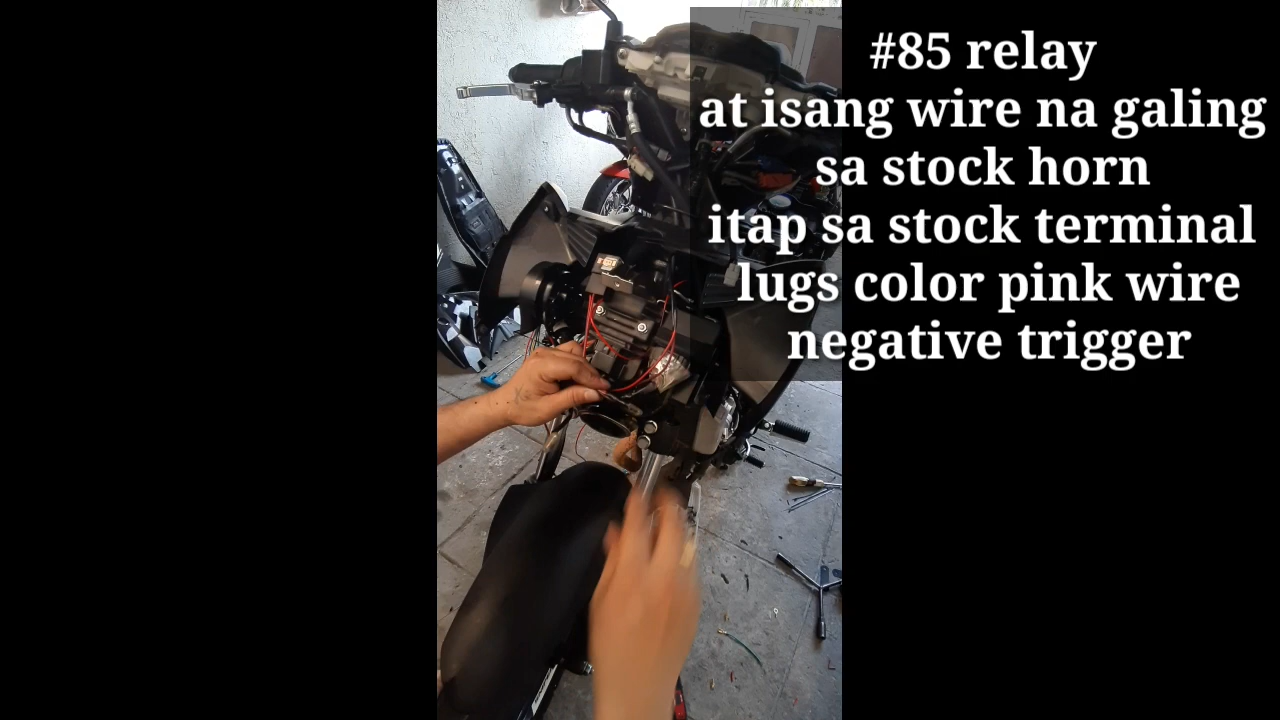 #85 relay
at isang wire na galing
sa stock horn
itap sa stock terminal
lugs color pink wire
negative trigger